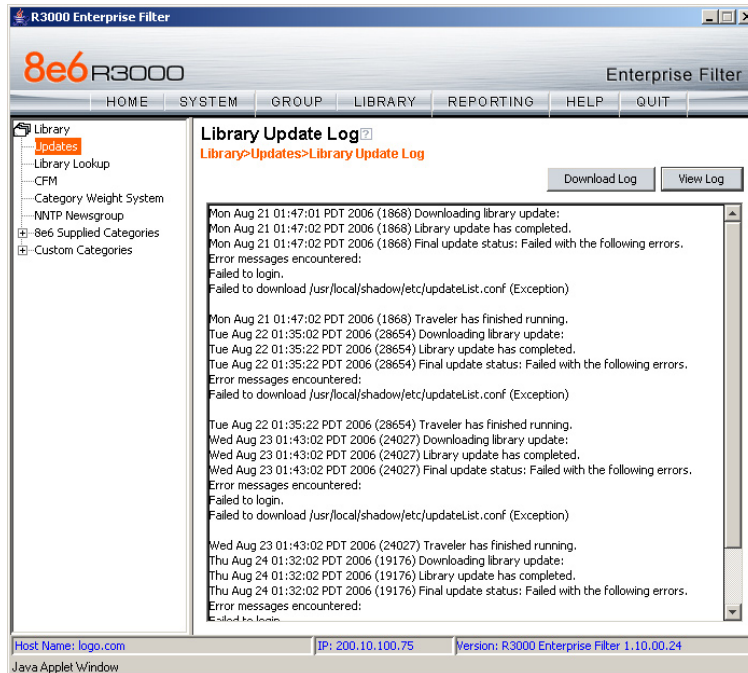 R3000 Enterprise Filter
8e6 R3000
Enterprise Filter
HOME SYSTEM GROUP LIBRARY REPORTING HELP QUIT
Library
Updates
Library Lookup
CFM
Category Weight System
NNTP Newsgroup
8e6 Supplied Categories
Custom Categories
Library Update Log?
Library>Updates>Library Update Log
Download Log View Log
Mon Aug 21 01:47:01 PDT 2006 (1868) Downloading library update:
Mon Aug 21 01:47:02 PDT 2006 (1868) Library update has completed.
Mon Aug 21 01:47:02 PDT 2006 (1868) Final update status: Failed with the following errors.
Error messages encountered:
Failed to login.
Failed to download /usr/local/shadow/etc/updateList.conf (Exception)
Mon Aug 21 01:47:02 PDT 2006 (1868) Traveler has finished running.
Tue Aug 22 01:35:02 PDT 2006 (28654) Downloading library update:
Tue Aug 22 01:35:22 PDT 2006 (28654) Library update has completed.
Tue Aug 22 01:35:22 PDT 2006 (28654) Final update status: Failed with the following errors.
Error messages encountered:
Failed to download /usr/local/shadow/etc/updateList.conf (Exception)
Tue Aug 22 01:35:22 PDT 2006 (28654) Traveler has finished running.
Wed Aug 23 01:43:02 PDT 2006 (24027) Downloading library update:
Wed Aug 23 01:43:02 PDT 2006 (24027) Library update has completed.
Wed Aug 23 01:43:02 PDT 2006 (24027) Final update status: Failed with the following errors.
Error messages encountered:
Failed to login.
Failed to download /usr/local/shadow/etc/updateList.conf (Exception)
Wed Aug 23 01:43:02 PDT 2006 (24027) Traveler has finished running.
Thu Aug 24 01:32:02 PDT 2006 (19176) Downloading library update:
Thu Aug 24 01:32:02 PDT 2006 (19176) Library update has completed.
Thu Aug 24 01:32:02 PDT 2006 (19176) Final update status: Failed with the following errors.
Error messages encountered:
Failed to login.
Host Name: logo.com IP: 200.10.100.75 Version: R3000 Enterprise Filter 1.10.00.24
Java Applet Window